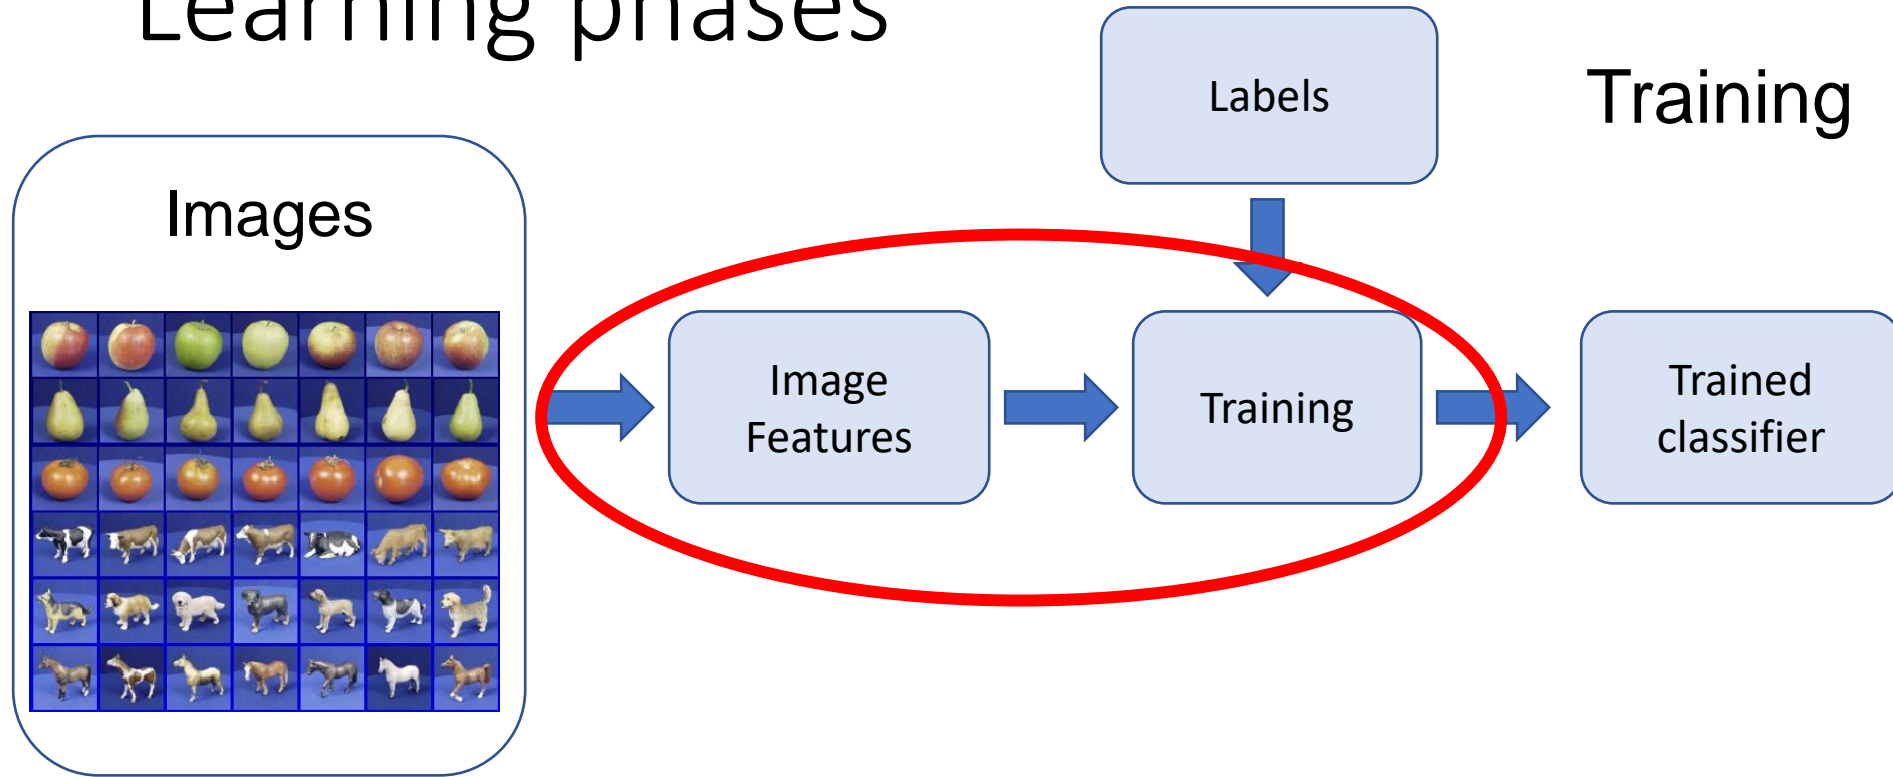 Learning phases
Labels
Training
Images
Image
Features
Training
Trained
classifier